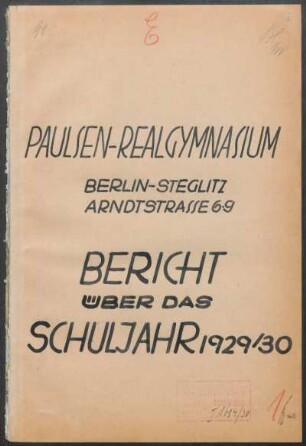 E
PAULSEN-REALGYMNASIUM
BERLIN-STEGLITZ
ARNDTSTRASSE 6-9
BERICHT
ÜBER DAS
SCHULJAHR 1929/30